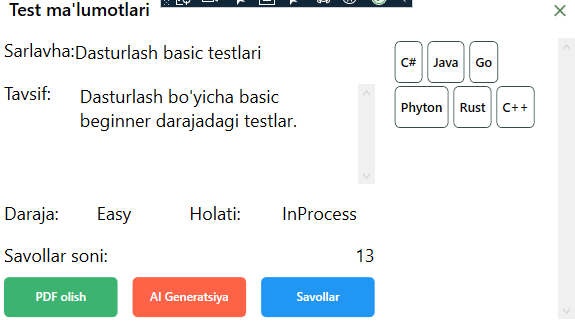 Test ma'lumotlari
Sarlavha: Dasturlash basic testlari
Tavsif: Dasturlash bo'yicha basic
beginner darajadagi testlar.
C# Java Go
Phyton Rust C++
Daraja: Easy Holati: InProcess
Savollar soni: 13
PDF olish AI Generatsiya Savollar